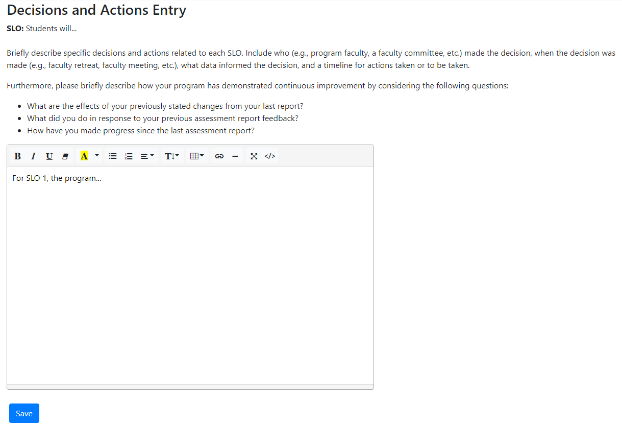 Decisions and Actions Entry
SLO: Students will...
Briefly describe specific decisions and actions related to each SLO. Include who (e.g., program faculty, a faculty committee, etc.) made the decision, when the decision was
made (e.g., faculty retreat, faculty meeting, etc.), what data informed the decision, and a timeline for actions taken or to be taken.
Furthermore, please briefly describe how your program has demonstrated continuous improvement by considering the following questions:
• What are the effects of your previously stated changes from your last report?
• What did you do in response to your previous assessment report feedback?
• How have you made progress since the last assessment report?
B I U A T </>
For SLO 1, the program...
Save